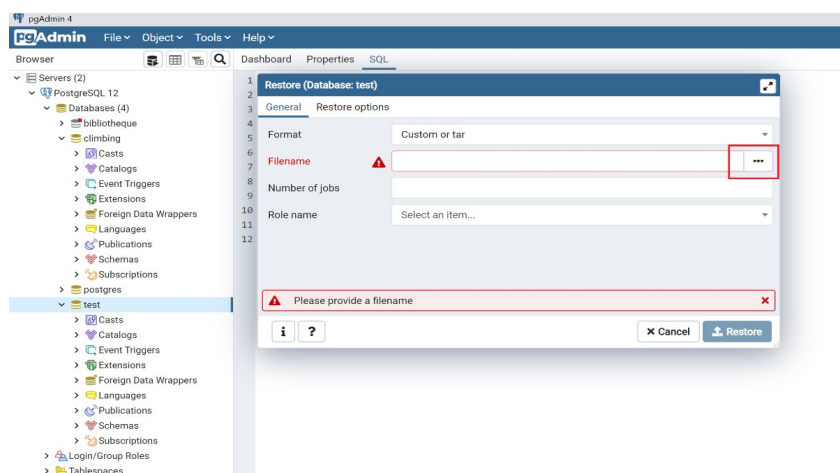 pgAdmin 4
pgAdmin File Object Tools Help
Browser Dashboard Properties SQL
Servers (2)
PostgreSQL 12
Databases (4)
bibliotheque
climbing
Casts
Catalogs
Event Triggers
Extensions
Foreign Data Wrappers
Languages
Publications
Schemas
Subscriptions
postgres
test
Casts
Catalogs
Event Triggers
Extensions
Foreign Data Wrappers
Languages
Publications
Schemas
Subscriptions
Login/Group Roles
Tablespaces
1
2
3
4
5
6
7
8
9
10
11
12
Restore (Database: test)
General Restore options
Format Custom or tar
Filename
Number of jobs
Role name Select an item...
Please provide a filename
i ? Cancel Restore